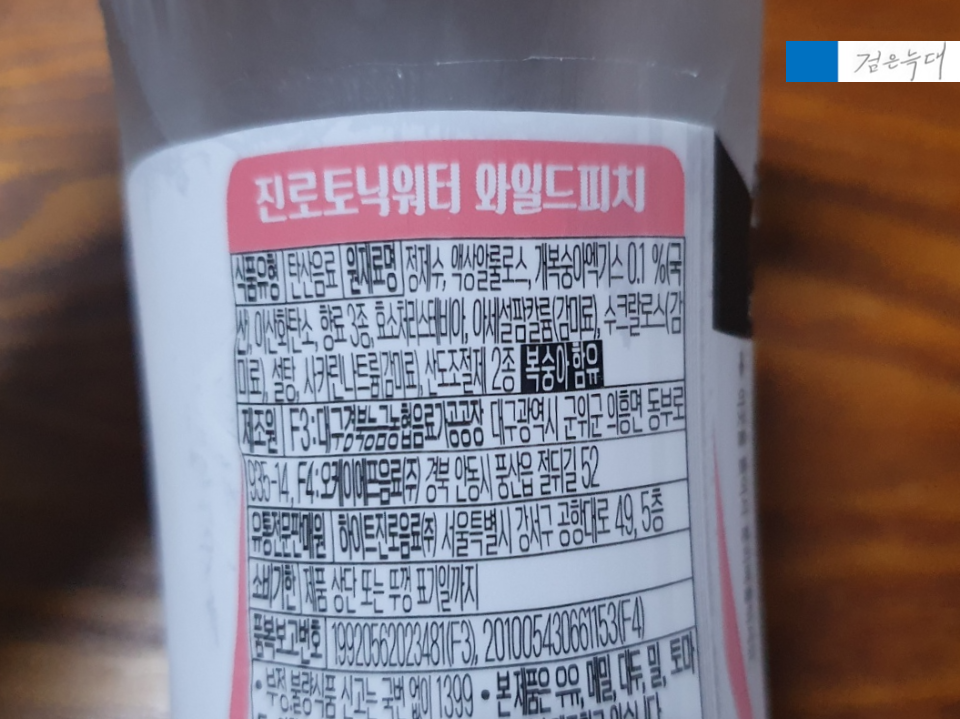 검은늑대
진로토닉워터 와일드피치
식품유형 탄산음료 원재료명 정제수, 액상알룰로스, 개복숭아엑기스 0.1 %(국
산), 이산화탄소, 향료 3종, 효소처리스테비아, 아세설팜칼륨(감미료), 수크랄로스(감
미료), 설탕, 사카린나트륨(감미료), 산도조절제 2종 복숭아 함유
제조원 F3:대구경북능금농협음료가공공장 대구광역시 군위군 의흥면 동부로
935-14, F4:오케이에프음료(주) 경북 안동시 풍산읍 절뒤길 52
유통전문판매원 하이트진로음료(주) 서울특별시 강서구 공항대로 49, 5층
소비기한 제품 상단 또는 뚜껑 표기일까지
품목보고번호 19920562023481(F3), 201005430661153(F4)
• 부정,불량식품 신고는 국번 없이 1399 • 본 제품은 우유, 메밀, 대두, 밀, 토마